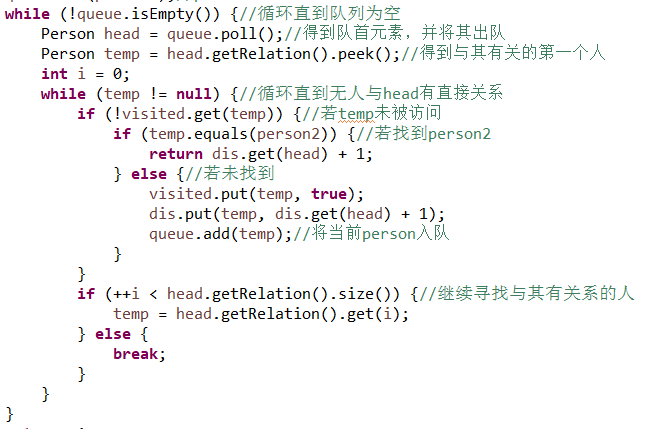 while (!queue.isEmpty()) {//循环直到队列为空
    Person head = queue.poll();//得到队首元素，并将其出队
    Person temp = head.getRelation().peek();//得到与其有关的第一个人
    int i = 0;
    while (temp != null) {//循环直到无人与head有直接关系
        if (!visited.get(temp)) {//若temp未被访问
            if (temp.equals(person2)) {//若找到person2
                return dis.get(head) + 1;
            } else {//若未找到
                visited.put(temp, true);
                dis.put(temp, dis.get(head) + 1);
                queue.add(temp);//将当前person入队
            }
        }
        if (++i < head.getRelation().size()) {//继续寻找与其有关系的人
            temp = head.getRelation().get(i);
        } else {
            break;
        }
    }
}